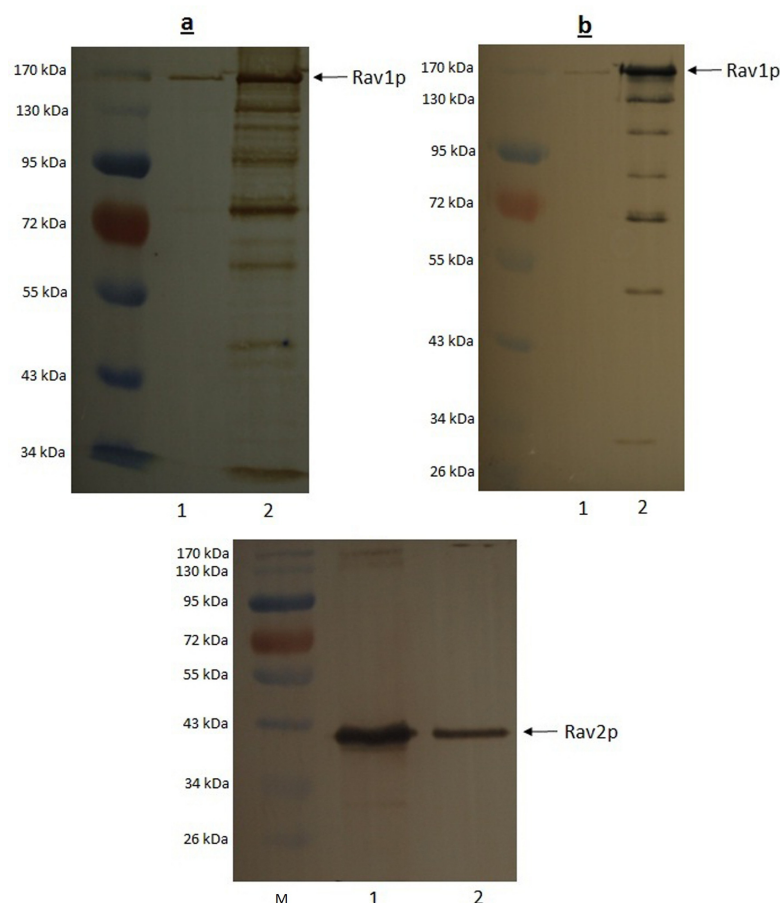 a
170 kDa
130 kDa
95 kDa
72 kDa
55 kDa
43 kDa
34 kDa
Rav1p
1 2
b
170 kDa
130 kDa
95 kDa
72 kDa
55 kDa
43 kDa
34 kDa
26 kDa
Rav1p
1 2
170 kDa
130 kDa
95 kDa
72 kDa
55 kDa
43 kDa
34 kDa
26 kDa
Rav2p
M 1 2